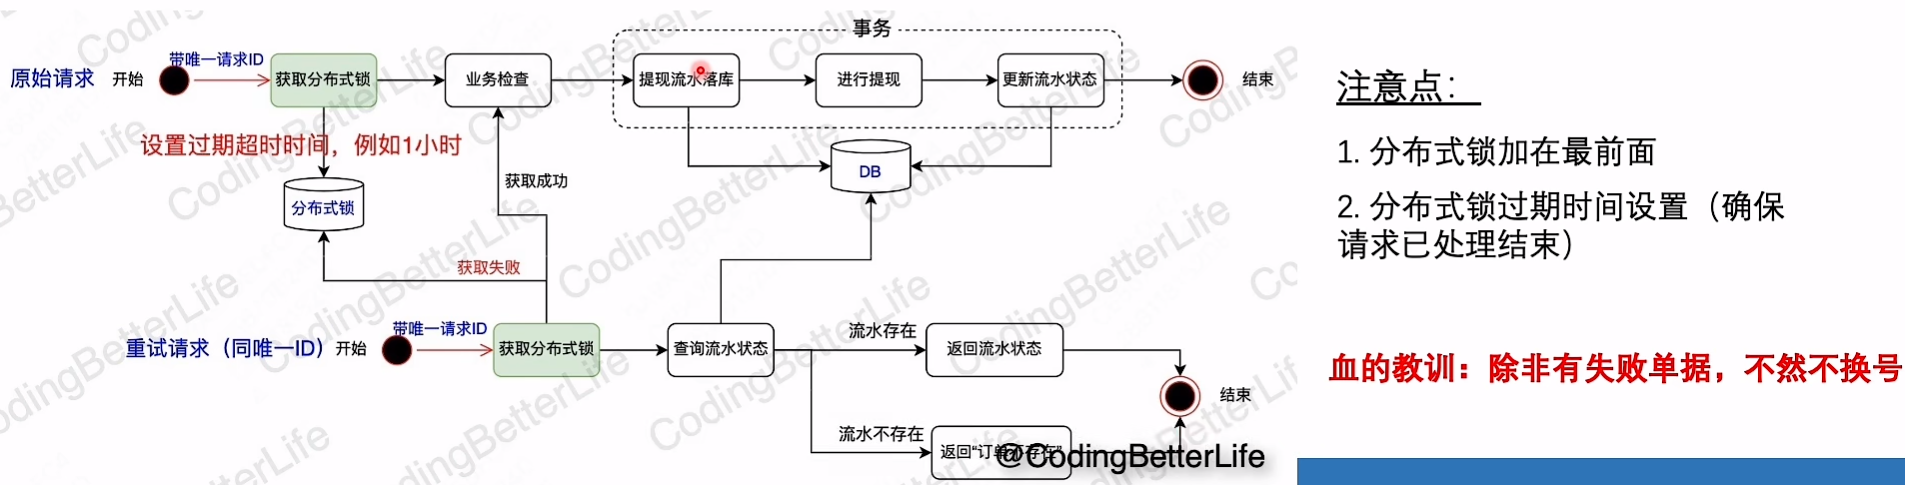 事务
原始请求
开始
带唯一请求ID
获取分布式锁
业务检查
提现流水落库
进行提现
更新流水状态
结束
设置过期超时时间，例如1小时
分布式锁
获取成功
DB
获取失败
重试请求（同唯一ID）
开始
带唯一请求ID
获取分布式锁
查询流水状态
流水存在
返回流水状态
结束
流水不存在
返回“订单不存在”
@CodingBetterLife
注意点：
1. 分布式锁加在最前面
2. 分布式锁过期时间设置（确保
请求已处理结束）
血的教训：除非有失败单据，不然不换号
CodingBetterLife